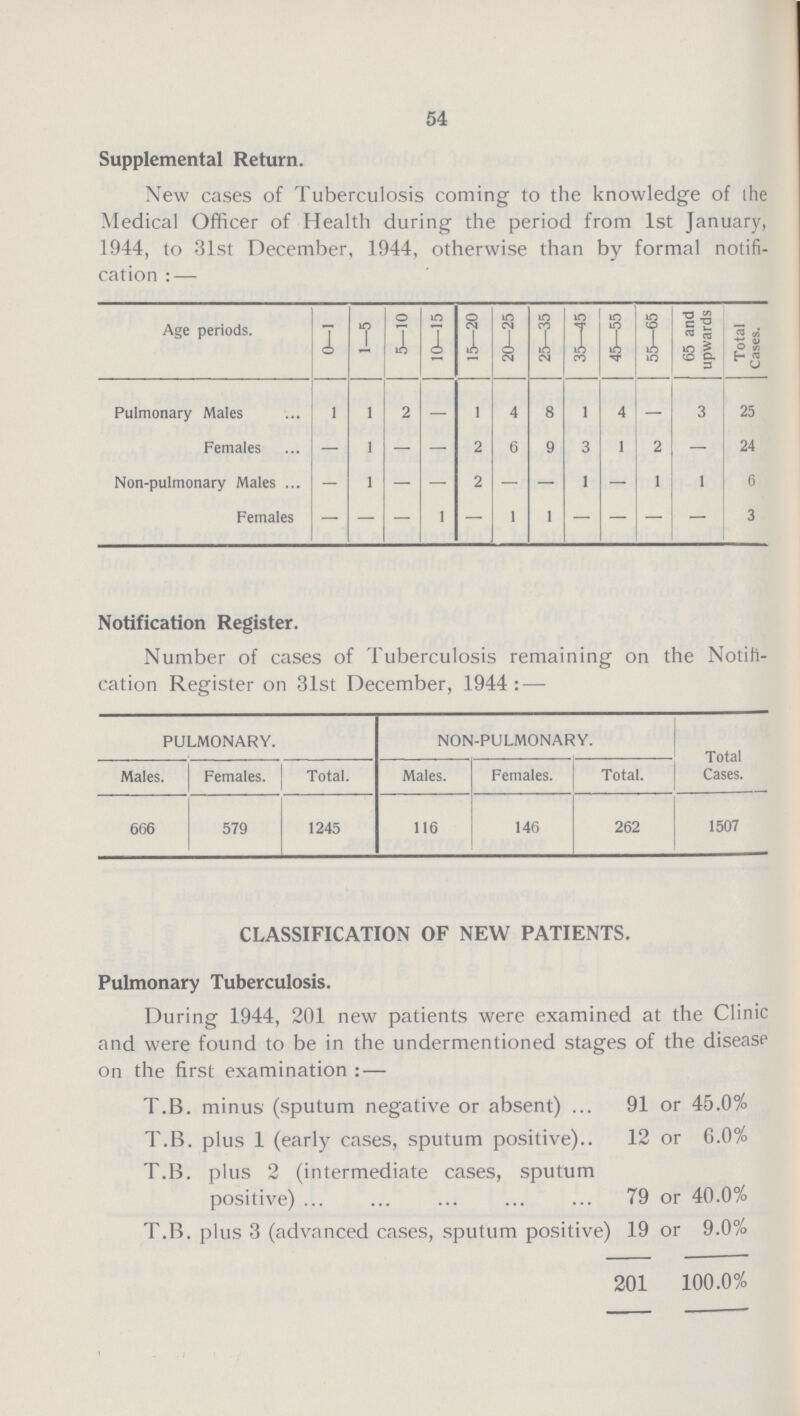 54
Supplemental Return.
New cases of Tuberculosis coming to the knowledge of the
Medical Officer of Health during the period from 1st January,
1944, to 31st December, 1944, otherwise than by formal notifi-
cation :—
Age periods. 0—1 1—5 5—10 10—15 15—20 20—25 25—35 35—45 45—55 55—65 65 and upwards Total Cases.
Pulmonary Males ... 1 1 2 — 1 4 8 1 4 — 3 25
Females ... — 1 — — 2 6 9 3 1 2 — 24
Non-pulmonary Males ... — 1 — — 2 — — 1 — 1 1 6
Females — — — 1 — 1 1 — — — — 3
Notification Register.
Number of cases of Tuberculosis remaining on the Notifi-
cation Register on 31st December, 1944 :—
PULMONARY. NON-PULMONARY. Total Cases.
Males. Females. Total. Males. Females. Total.
666 579 1245 116 146 262 1507
CLASSIFICATION OF NEW PATIENTS.
Pulmonary Tuberculosis.
During 1944, 201 new patients were examined at the Clinic
and were found to be in the undermentioned stages of the disease
on the first examination :—
T.B. minus (sputum negative or absent) ... 91 or 45.0%
T.B. plus 1 (early cases, sputum positive).. 12 or 6.0%
T.B. plus 2 (intermediate cases, sputum
positive) ... ... ... ... ... 79 or 40.0%
T.B. plus 3 (advanced cases, sputum positive) 19 or 9.0%
201 100.0%